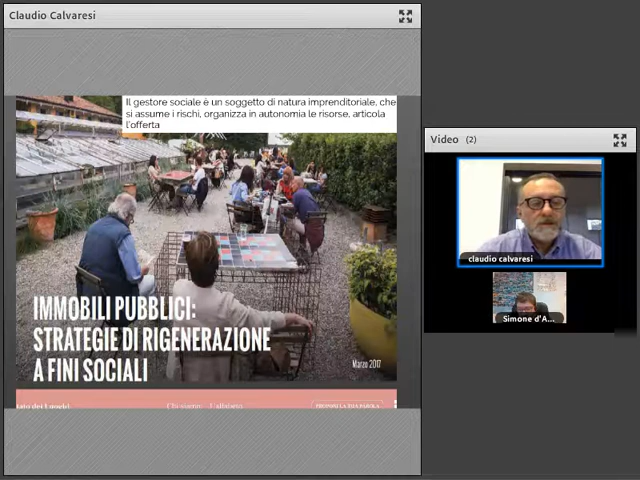 Claudio Calvaresi
Il gestore sociale è un soggetto di natura imprenditoriale, che
si assume i rischi, organizza in autonomia le risorse, articola
l'offerta
IMMOBILI PUBBLICI:
STRATEGIE DI RIGENERAZIONE
A FINI SOCIALI
Marzo 2017
Video (2)
claudio calvaresi
Simone d'A...